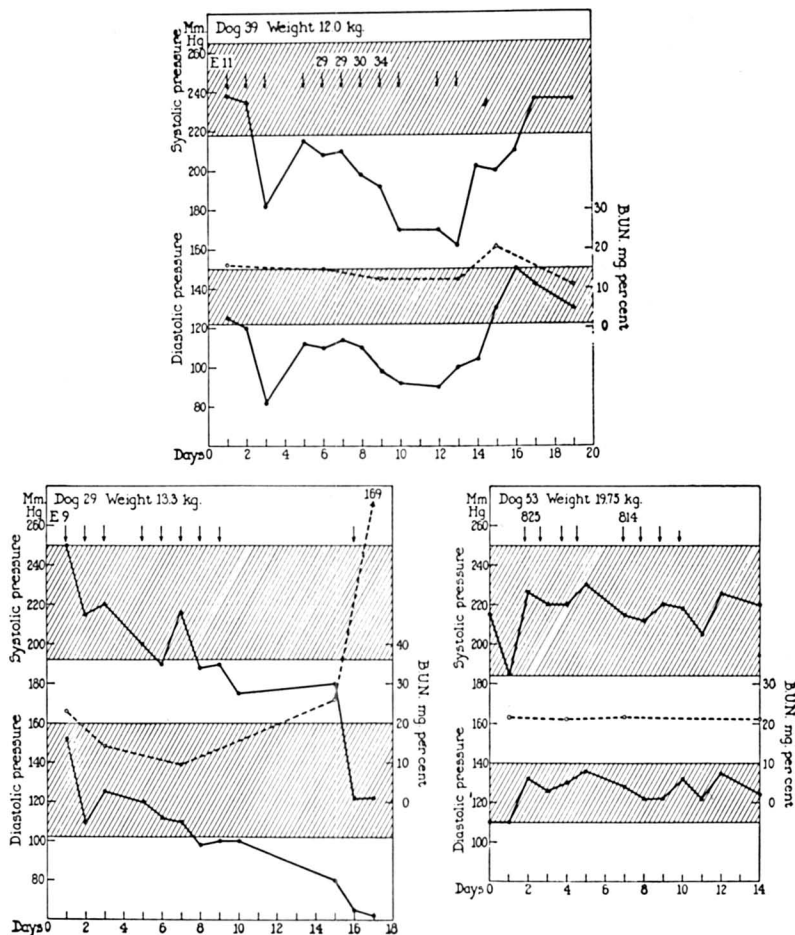 Mm. Hg
Dog 39 Weight 12.0 kg.
260
E 11 29 29 30 34
240
220
200
180
160
140
120
100
80
Systolic pressure
Diastolic pressure
30
20
10
0
B.U.N. mg per cent
Days 0 2 4 6 8 10 12 14 16 18 20
Mm. Hg
Dog 29 Weight 13.3 kg.
169
E 9
260
240
220
200
180
160
140
120
100
80
Systolic pressure
Diastolic pressure
40
30
20
10
0
B.U.N. mg per cent
Days 0 2 4 6 8 10 12 14 16 18
Mm. Hg
Dog 53 Weight 19.75 kg.
825 814
260
240
220
200
180
160
140
120
100
80
Systolic pressure
Diastolic pressure
30
20
10
0
B.U.N. mg per cent
Days 0 2 4 6 8 10 12 14